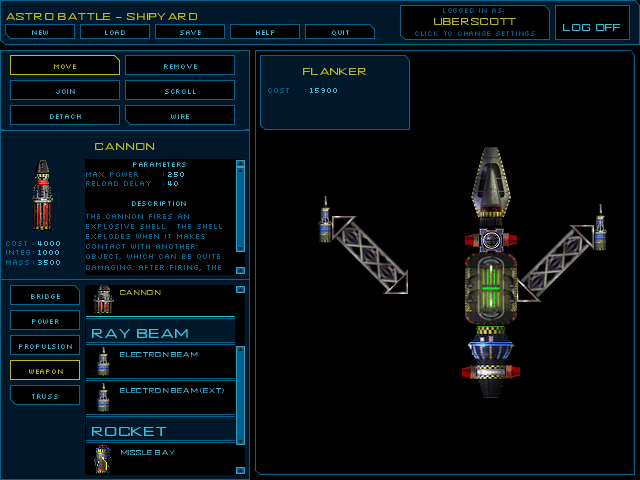 ASTRO BATTLE - SHIPYARD
NEW
LOAD
SAVE
HELP
QUIT
LOGGED IN AS:
UBERSCOTT
CLICK TO CHANGE SETTINGS
LOG OFF
MOVE
REMOVE
JOIN
SCROLL
DETACH
WIRE
CANNON
COST :4000
INTEG:1000
MASS:3500
PARAMETERS
MAX POWER :250
RELOAD DELAY :40
DESCRIPTION
THE CANNON FIRES AN
EXPLOSIVE SHELL. THE SHELL
EXPLODES WHEN IT MAKES
CONTACT WITH ANOTHER
OBJECT, WHICH CAN BE QUITE
DAMAGING. AFTER FIRING, THE
BRIDGE
POWER
PROPULSION
WEAPON
TRUSS
CANNON
RAY BEAM
ELECTRON BEAM
ELECTRON BEAM (EXT)
ROCKET
MISSLE BAY
FLANKER
COST :15900